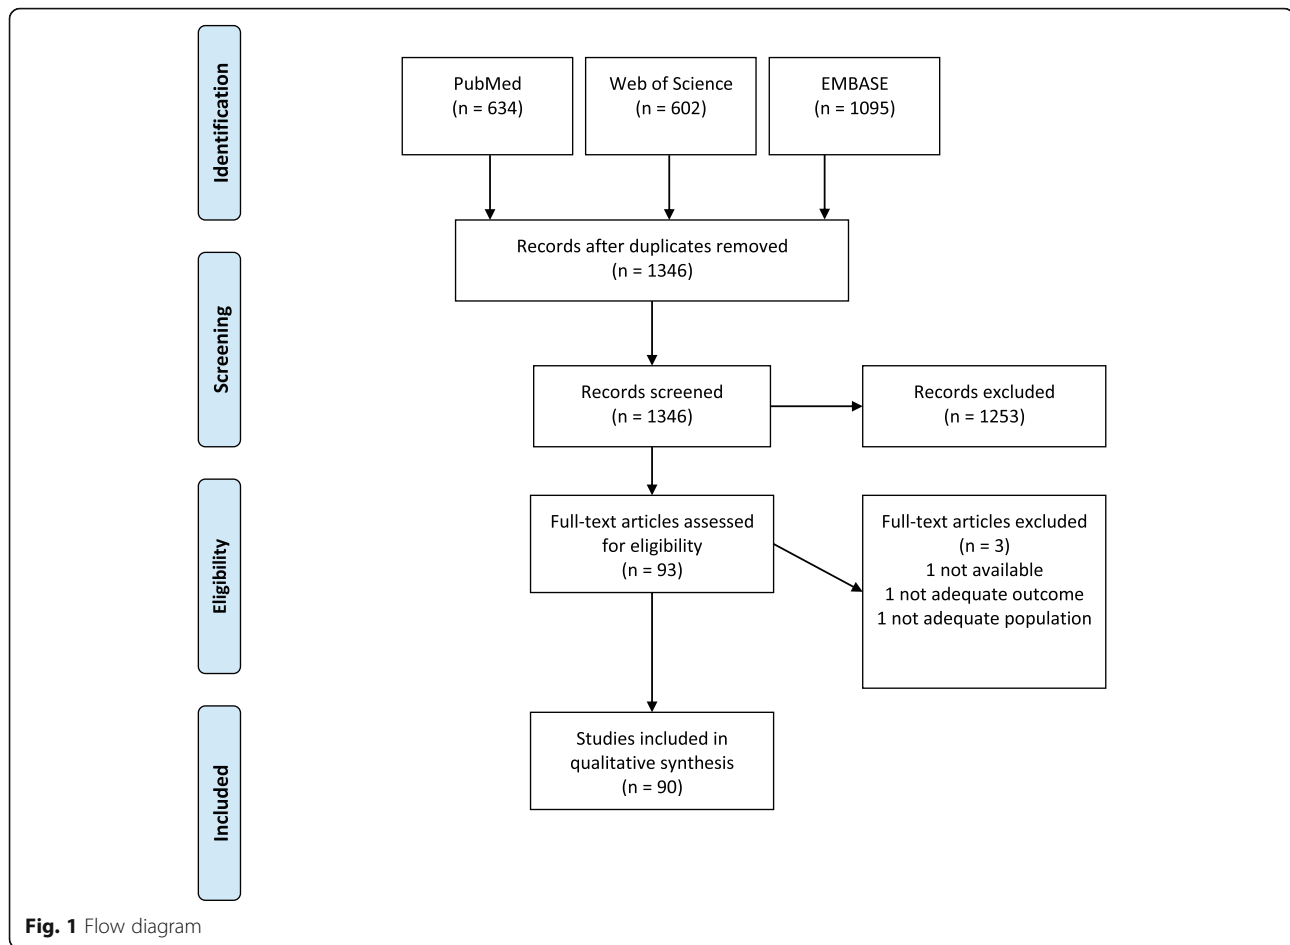 Identification
PubMed
(n = 634)
Web of Science
(n = 602)
EMBASE
(n = 1095)
Records after duplicates removed
(n = 1346)
Screening
Records screened
(n = 1346)
Records excluded
(n = 1253)
Eligibility
Full-text articles assessed
for eligibility
(n = 93)
Full-text articles excluded
(n = 3)
1 not available
1 not adequate outcome
1 not adequate population
Included
Studies included in
qualitative synthesis
(n = 90)
Fig. 1 Flow diagram